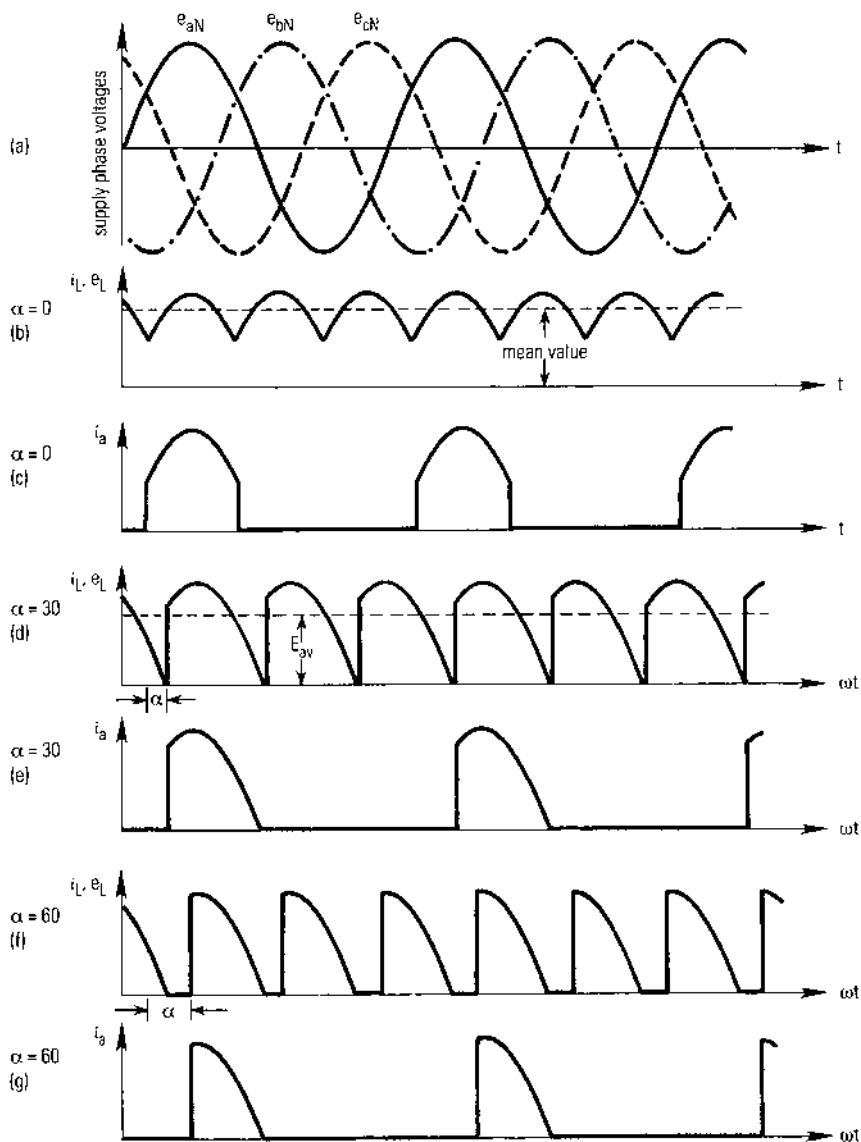 e_aN e_bN e_cN
supply phase voltages
(a)
t
i_L, e_L
α = 0
(b)
mean value
t
α = 0
(c)
i_a
t
i_L, e_L
α = 30
(d)
E_av
α
ωt
α = 30
(e)
i_a
ωt
i_L, e_L
α = 60
(f)
α
ωt
α = 60
(g)
i_a
ωt